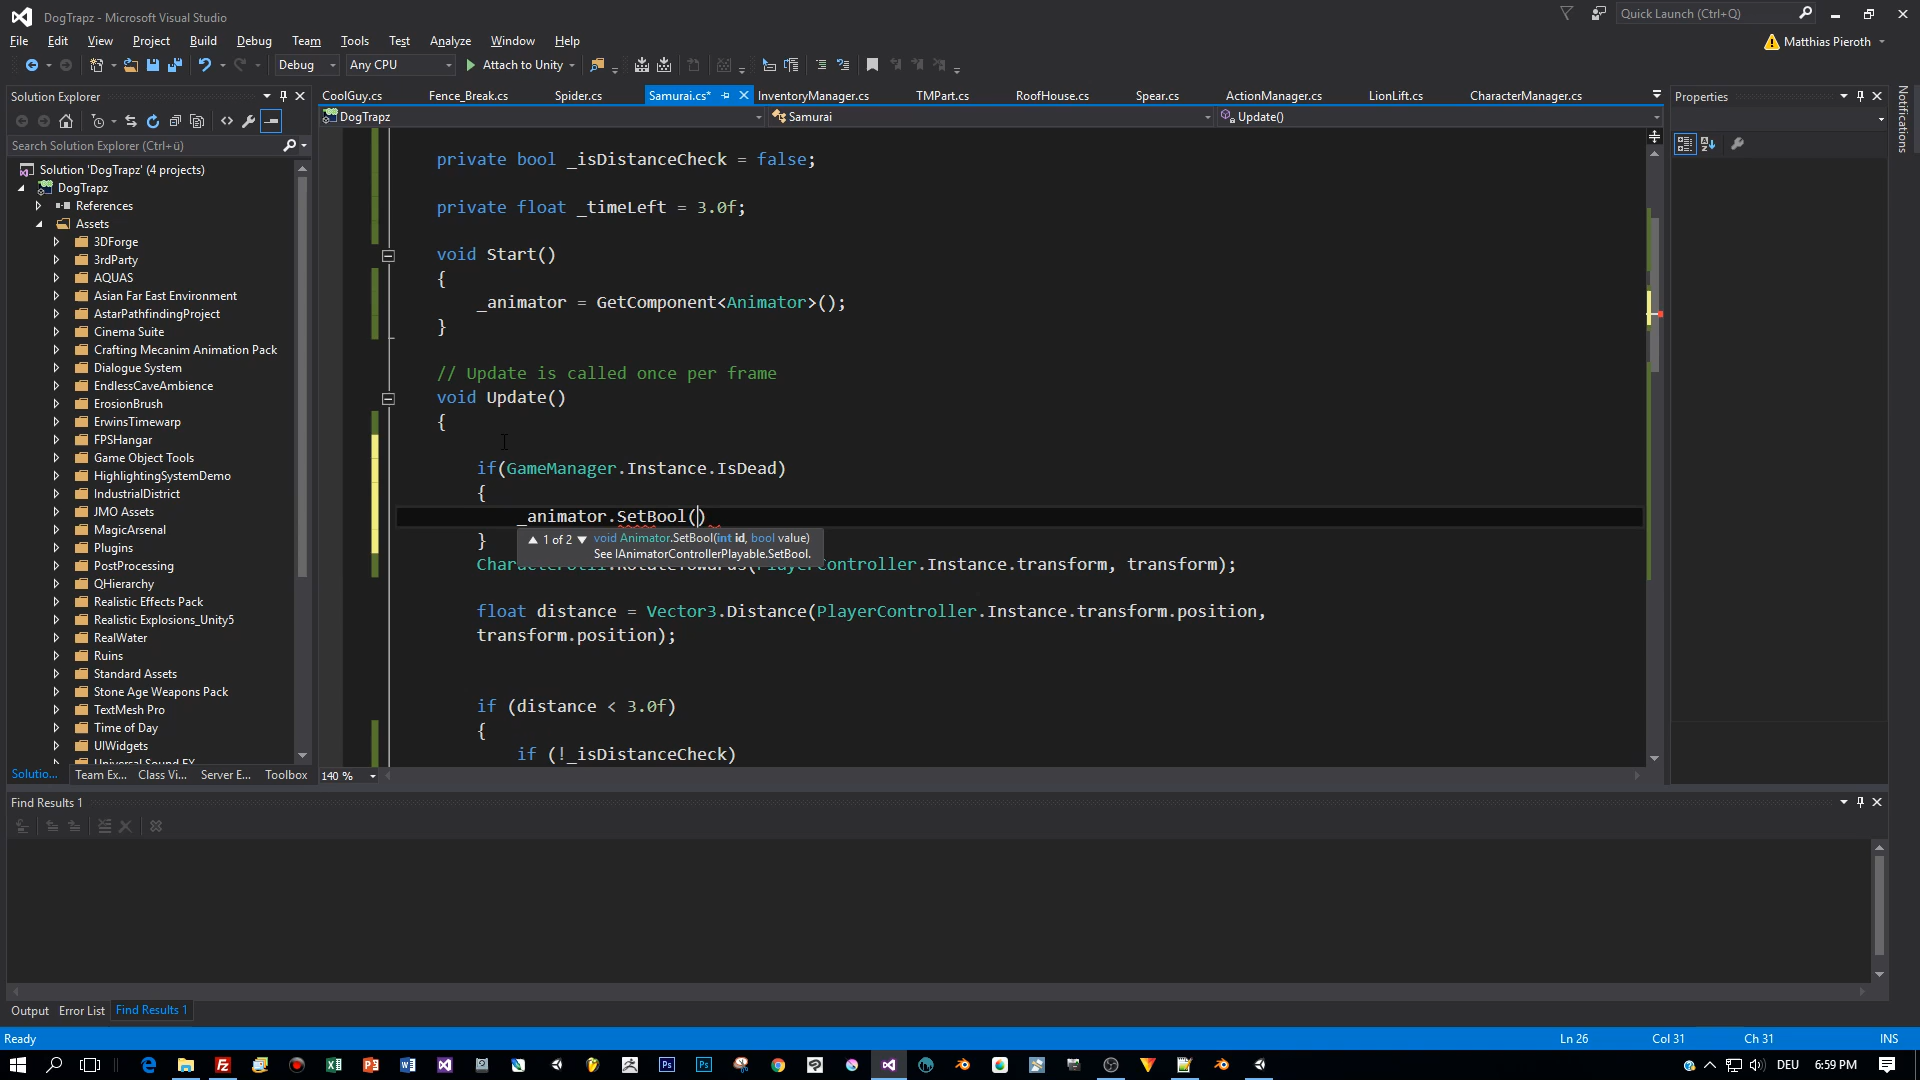 DogTrapz - Microsoft Visual Studio
Quick Launch (Ctrl+Q)
File Edit View Project Build Debug Team Tools Test Analyze Window Help
Matthias Pieroth
Debug Any CPU Attach to Unity
Solution Explorer
CoolGuy.cs Fence_Break.cs Spider.cs Samurai.cs* InventoryManager.cs TMPart.cs RoofHouse.cs Spear.cs ActionManager.cs LionLift.cs CharacterManager.cs
Properties
Notifications
DogTrapz Samurai Update()
Search Solution Explorer (Ctrl+ü)
Solution 'DogTrapz' (4 projects)
DogTrapz
References
Assets
3DForge
3rdParty
AQUAS
Asian Far East Environment
AstarPathfindingProject
Cinema Suite
Crafting Mecanim Animation Pack
Dialogue System
EndlessCaveAmbience
ErosionBrush
ErwinsTimewarp
FPSHangar
Game Object Tools
HighlightingSystemDemo
IndustrialDistrict
JMO Assets
MagicArsenal
Plugins
PostProcessing
QHierarchy
Realistic Effects Pack
Realistic Explosions_Unity5
RealWater
Ruins
Standard Assets
Stone Age Weapons Pack
TextMesh Pro
Time of Day
UIWidgets
Universal Sound FX
Solutio... Team Ex... Class Vi... Server E... Toolbox
private bool _isDistanceCheck = false;
private float _timeLeft = 3.0f;
void Start()
{
_animator = GetComponent<Animator>();
}
// Update is called once per frame
void Update()
{
if(GameManager.Instance.IsDead)
{
_animator.SetBool()
}
1 of 2 void Animator.SetBool(int id, bool value)
See IAnimatorControllerPlayable.SetBool.
PlayerController.Instance.transform, transform);
float distance = Vector3.Distance(PlayerController.Instance.transform.position,
transform.position);
if (distance < 3.0f)
{
if (!_isDistanceCheck)
140 %
Find Results 1
Output Error List Find Results 1
Ready Ln 26 Col 31 Ch 31 INS
DEU 6:59 PM